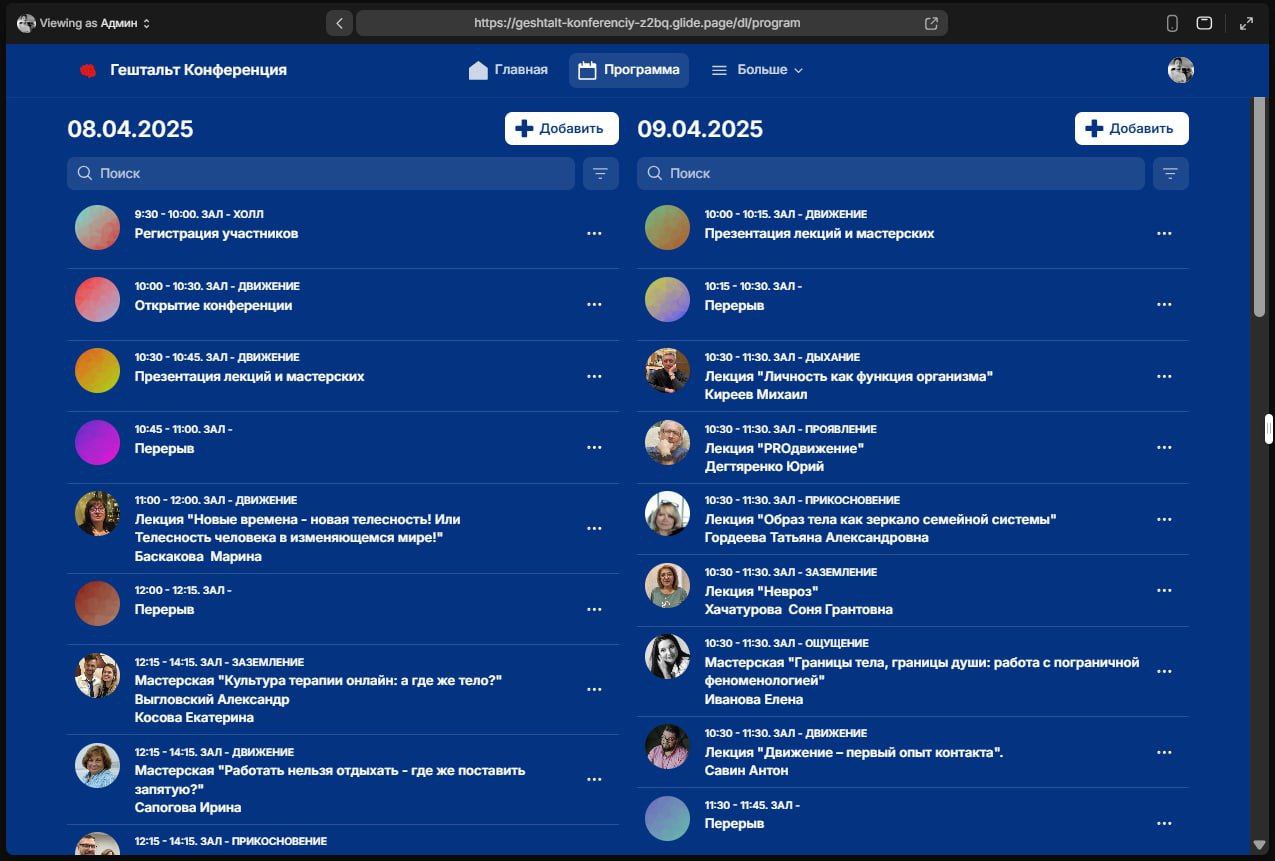 Viewing as Админ
https://geshtalt-konferenciy-z2bq.glide.page/dl/program
Гештальт Конференция
Главная
Программа
Больше
08.04.2025
Добавить
Поиск
9:30 - 10:00. ЗАЛ - ХОЛЛ
Регистрация участников
10:00 - 10:30. ЗАЛ - ДВИЖЕНИЕ
Открытие конференции
10:30 - 10:45. ЗАЛ - ДВИЖЕНИЕ
Презентация лекций и мастерских
10:45 - 11:00. ЗАЛ -
Перерыв
11:00 - 12:00. ЗАЛ - ДВИЖЕНИЕ
Лекция "Новые времена - новая телесность! Или
Телесность человека в изменяющемся мире!"
Баскакова Марина
12:00 - 12:15. ЗАЛ -
Перерыв
12:15 - 14:15. ЗАЛ - ЗАЗЕМЛЕНИЕ
Мастерская "Культура терапии онлайн: а где же тело?"
Выгловский Александр
Косова Екатерина
12:15 - 14:15. ЗАЛ - ДВИЖЕНИЕ
Мастерская "Работать нельзя отдыхать - где же поставить
запятую?"
Сапогова Ирина
12:15 - 14:15. ЗАЛ - ПРИКОСНОВЕНИЕ
09.04.2025
Добавить
Поиск
10:00 - 10:15. ЗАЛ - ДВИЖЕНИЕ
Презентация лекций и мастерских
10:15 - 10:30. ЗАЛ -
Перерыв
10:30 - 11:30. ЗАЛ - ДЫХАНИЕ
Лекция "Личность как функция организма"
Киреев Михаил
10:30 - 11:30. ЗАЛ - ПРОЯВЛЕНИЕ
Лекция "PROдвижение"
Дегтяренко Юрий
10:30 - 11:30. ЗАЛ - ПРИКОСНОВЕНИЕ
Лекция "Образ тела как зеркало семейной системы"
Гордеева Татьяна Александровна
10:30 - 11:30. ЗАЛ - ЗАЗЕМЛЕНИЕ
Лекция "Невроз"
Хачатурова Соня Грантовна
10:30 - 11:30. ЗАЛ - ОЩУЩЕНИЕ
Мастерская "Границы тела, границы души: работа с пограничной
феноменологией"
Иванова Елена
10:30 - 11:30. ЗАЛ - ДВИЖЕНИЕ
Лекция "Движение – первый опыт контакта".
Савин Антон
11:30 - 11:45. ЗАЛ -
Перерыв